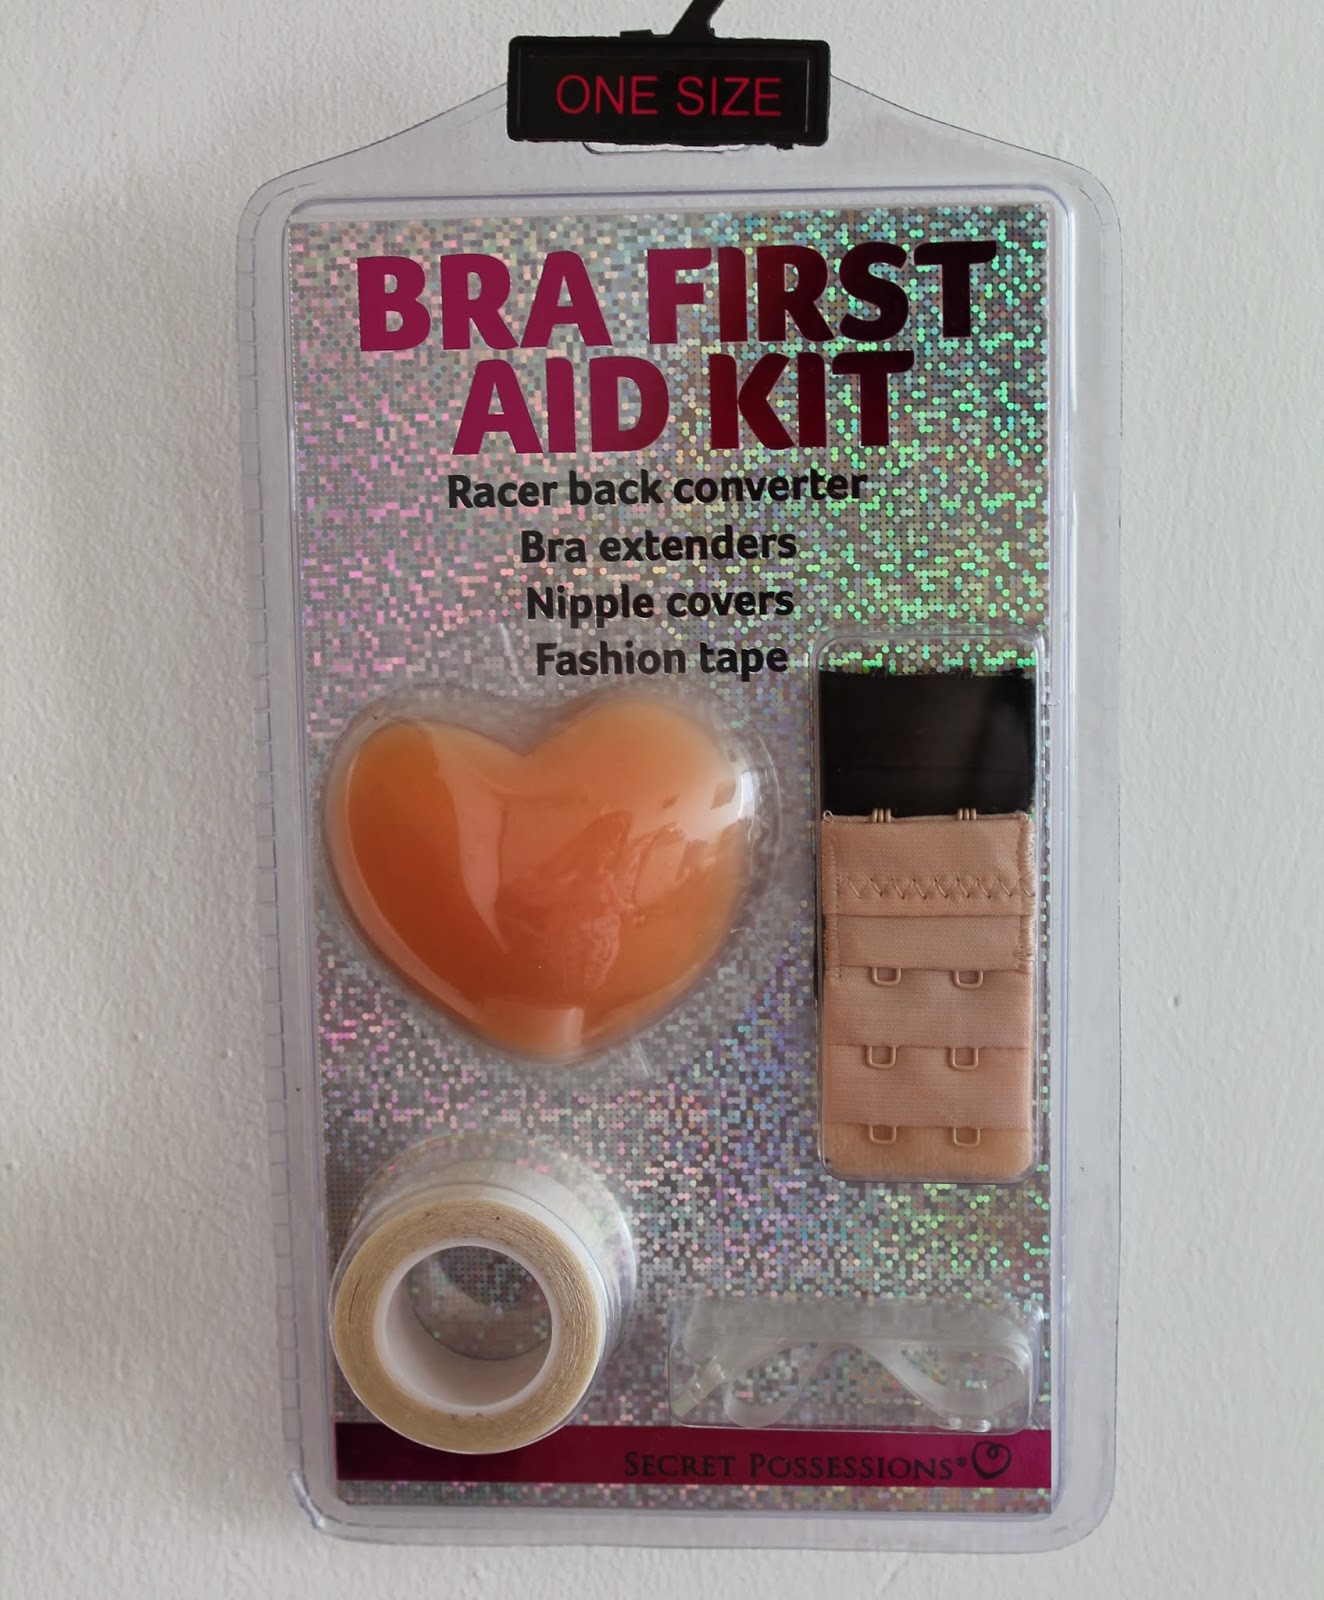 ONE SIZE
BRA FIRST
AID KIT
Racer back converter
Bra extenders
Nipple covers
Fashion tape
SECRET POSSESSIONS®